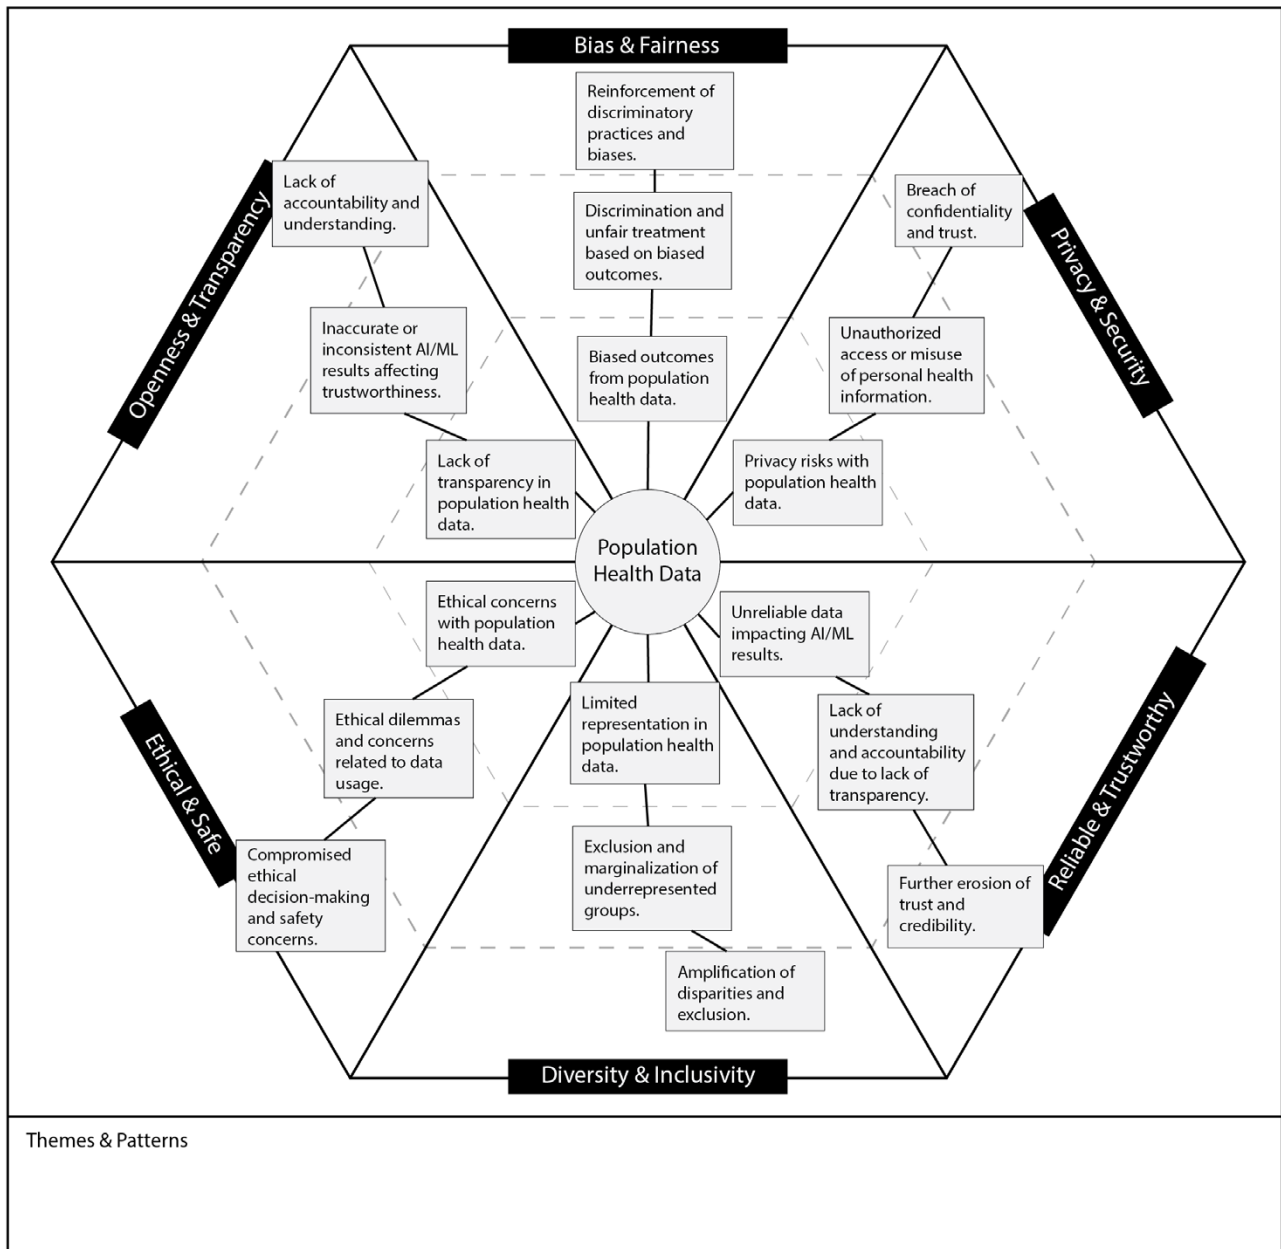 Bias & Fairness
Reinforcement of
discriminatory
practices and
biases.
Discrimination and
unfair treatment
based on biased
outcomes.
Biased outcomes
from population
health data.
Openness & Transparency
Lack of
accountability and
understanding.
Inaccurate or
inconsistent AI/ML
results affecting
trustworthiness.
Lack of
transparency in
population health
data.
Privacy & Security
Breach of
confidentiality
and trust.
Unauthorized
access or misuse
of personal health
information.
Privacy risks with
population health
data.
Population
Health Data
Ethical concerns
with population
health data.
Ethical dilemmas
and concerns
related to data
usage.
Compromised
ethical
decision-making
and safety
concerns.
Ethical & Safe
Limited
representation in
population health
data.
Exclusion and
marginalization of
underrepresented
groups.
Amplification of
disparities and
exclusion.
Diversity & Inclusivity
Unreliable data
impacting AI/ML
results.
Lack of
understanding
and accountability
due to lack of
transparency.
Further erosion of
trust and
credibility.
Reliable & Trustworthy
Themes & Patterns